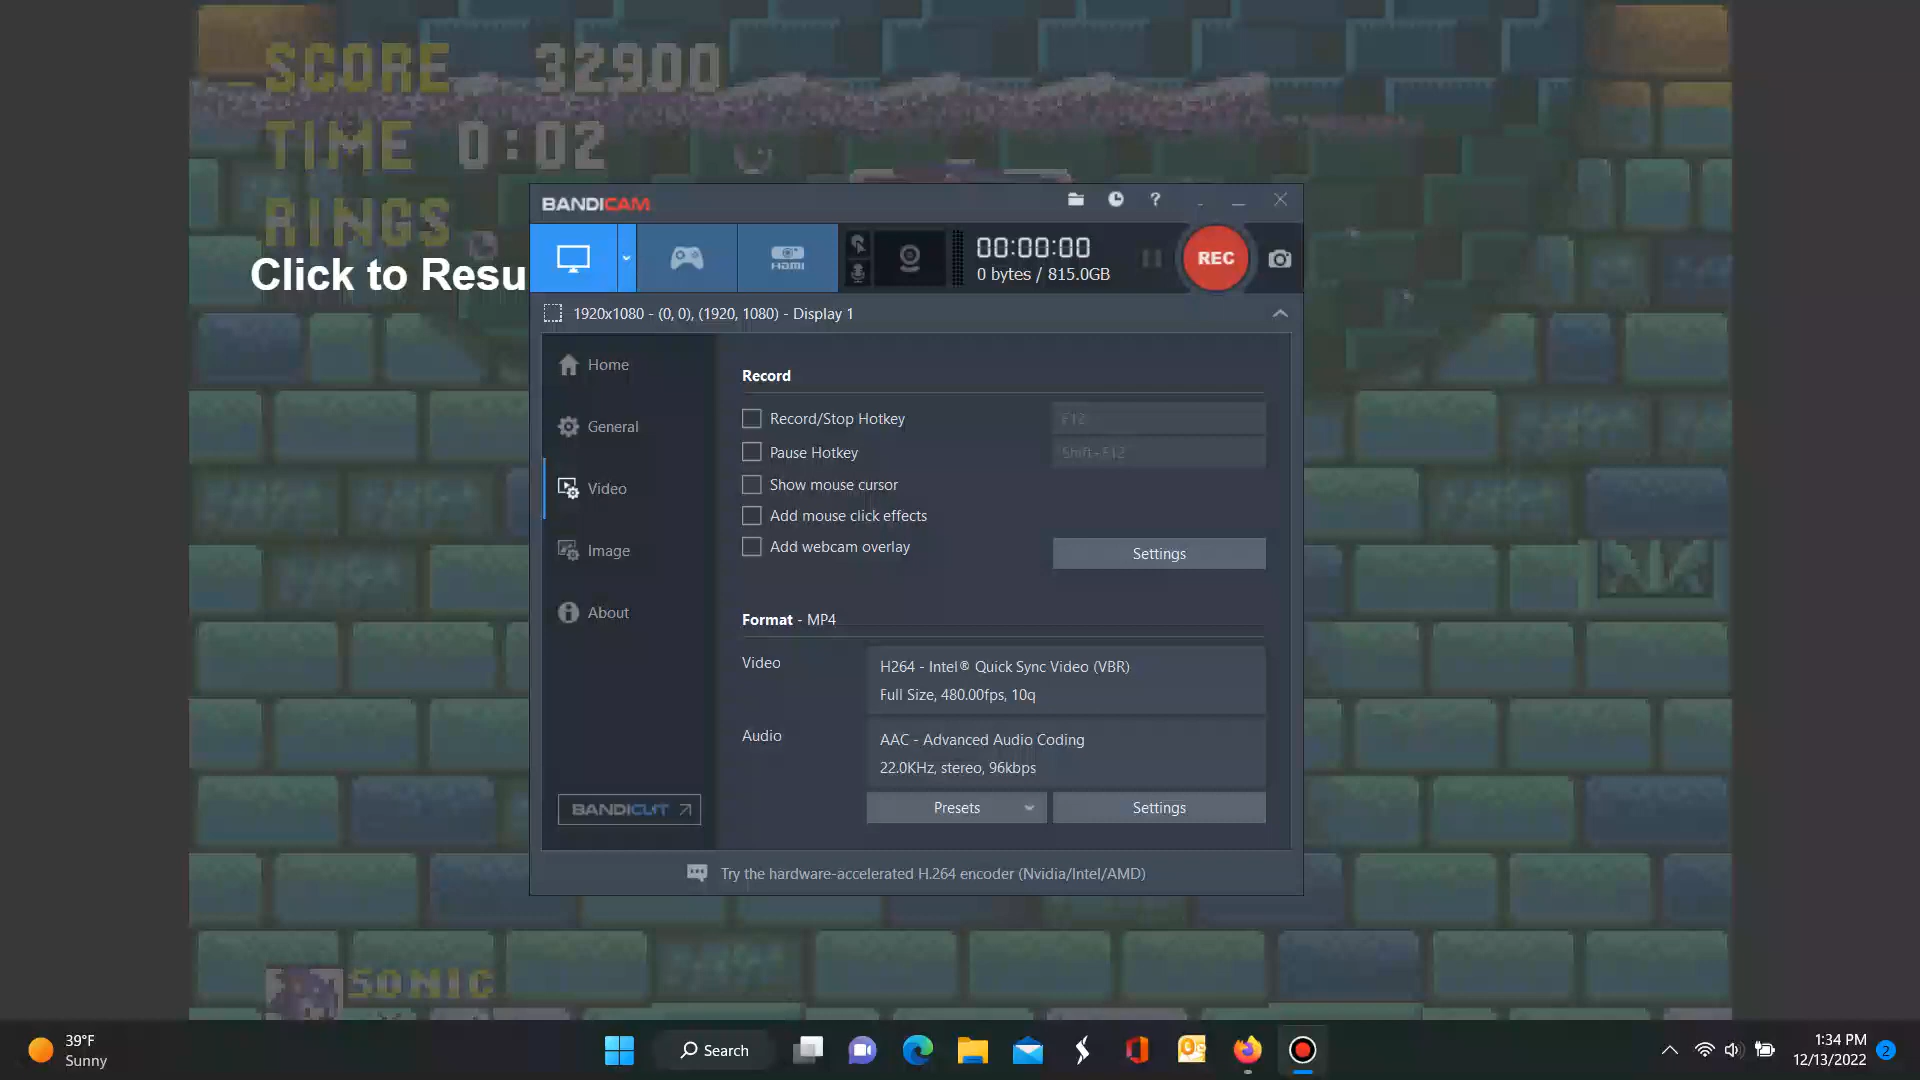 SCORE 32900
TIME 0:02
RINGS
Click to Resu
BANDICAM
?
HDMI
00:00:00
0 bytes / 815.0GB
REC
1920x1080 - (0, 0), (1920, 1080) - Display 1
Home
General
Video
Image
About
BANDICUT
Record
Record/Stop Hotkey
F12
Pause Hotkey
Shift+F12
Show mouse cursor
Add mouse click effects
Add webcam overlay
Settings
Format - MP4
Video
H264 - Intel® Quick Sync Video (VBR)
Full Size, 480.00fps, 10q
Audio
AAC - Advanced Audio Coding
22.0KHz, stereo, 96kbps
Presets
Settings
Try the hardware-accelerated H.264 encoder (Nvidia/Intel/AMD)
SONIC
39°F
Sunny
Search
1:34 PM
12/13/2022
2